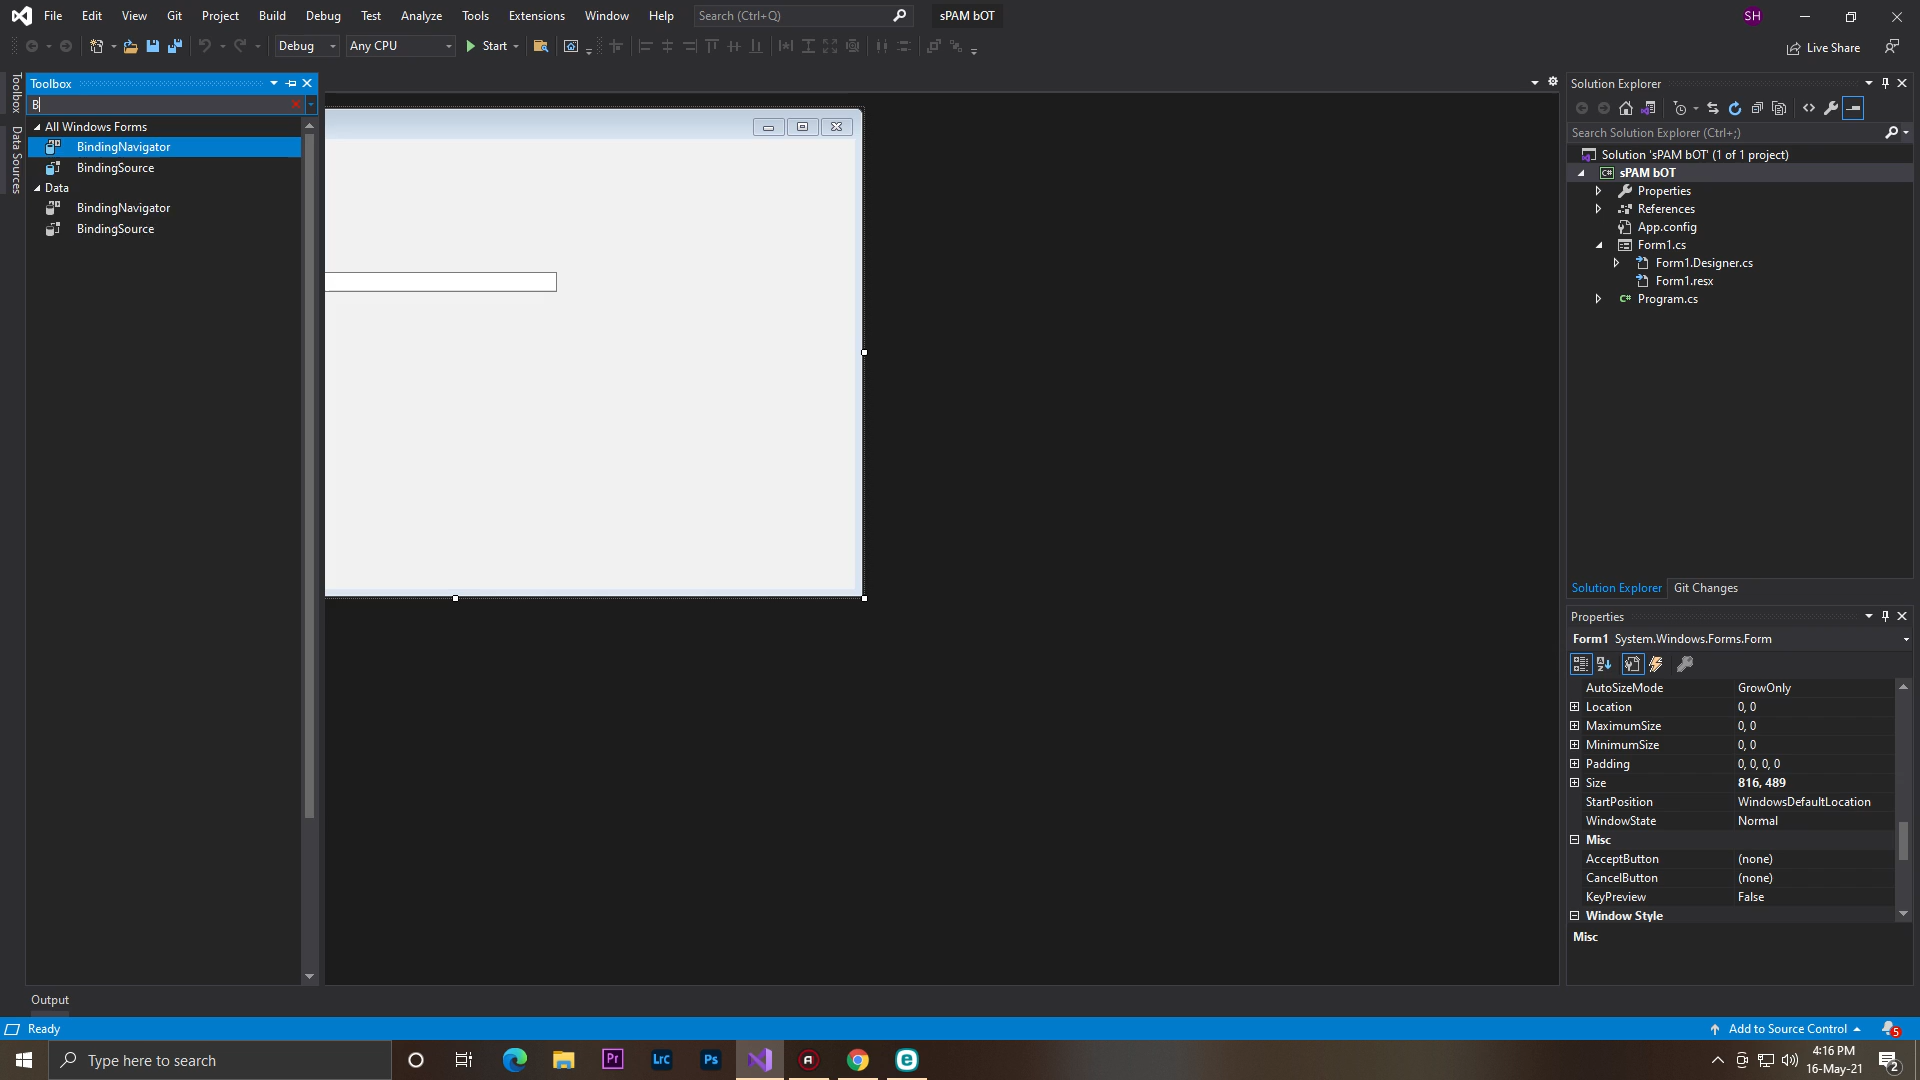 File Edit View Git Project Build Debug Test Analyze Tools Extensions Window Help Search (Ctrl+Q) sPAM bOT SH
Debug Any CPU Start Live Share
Toolbox
Data Sources
Toolbox
B
All Windows Forms
BindingNavigator
BindingSource
Data
BindingNavigator
BindingSource
Solution Explorer
Search Solution Explorer (Ctrl+;)
Solution 'sPAM bOT' (1 of 1 project)
C# sPAM bOT
Properties
References
App.config
Form1.cs
Form1.Designer.cs
Form1.resx
C# Program.cs
Solution Explorer Git Changes
Properties
Form1 System.Windows.Forms.Form
AutoSizeMode GrowOnly
Location 0, 0
MaximumSize 0, 0
MinimumSize 0, 0
Padding 0, 0, 0, 0
Size 816, 489
StartPosition WindowsDefaultLocation
WindowState Normal
Misc
AcceptButton (none)
CancelButton (none)
KeyPreview False
Window Style
Misc
Output
Ready Add to Source Control 5
Type here to search Pr Lrc Ps 4:16 PM
16-May-21 2